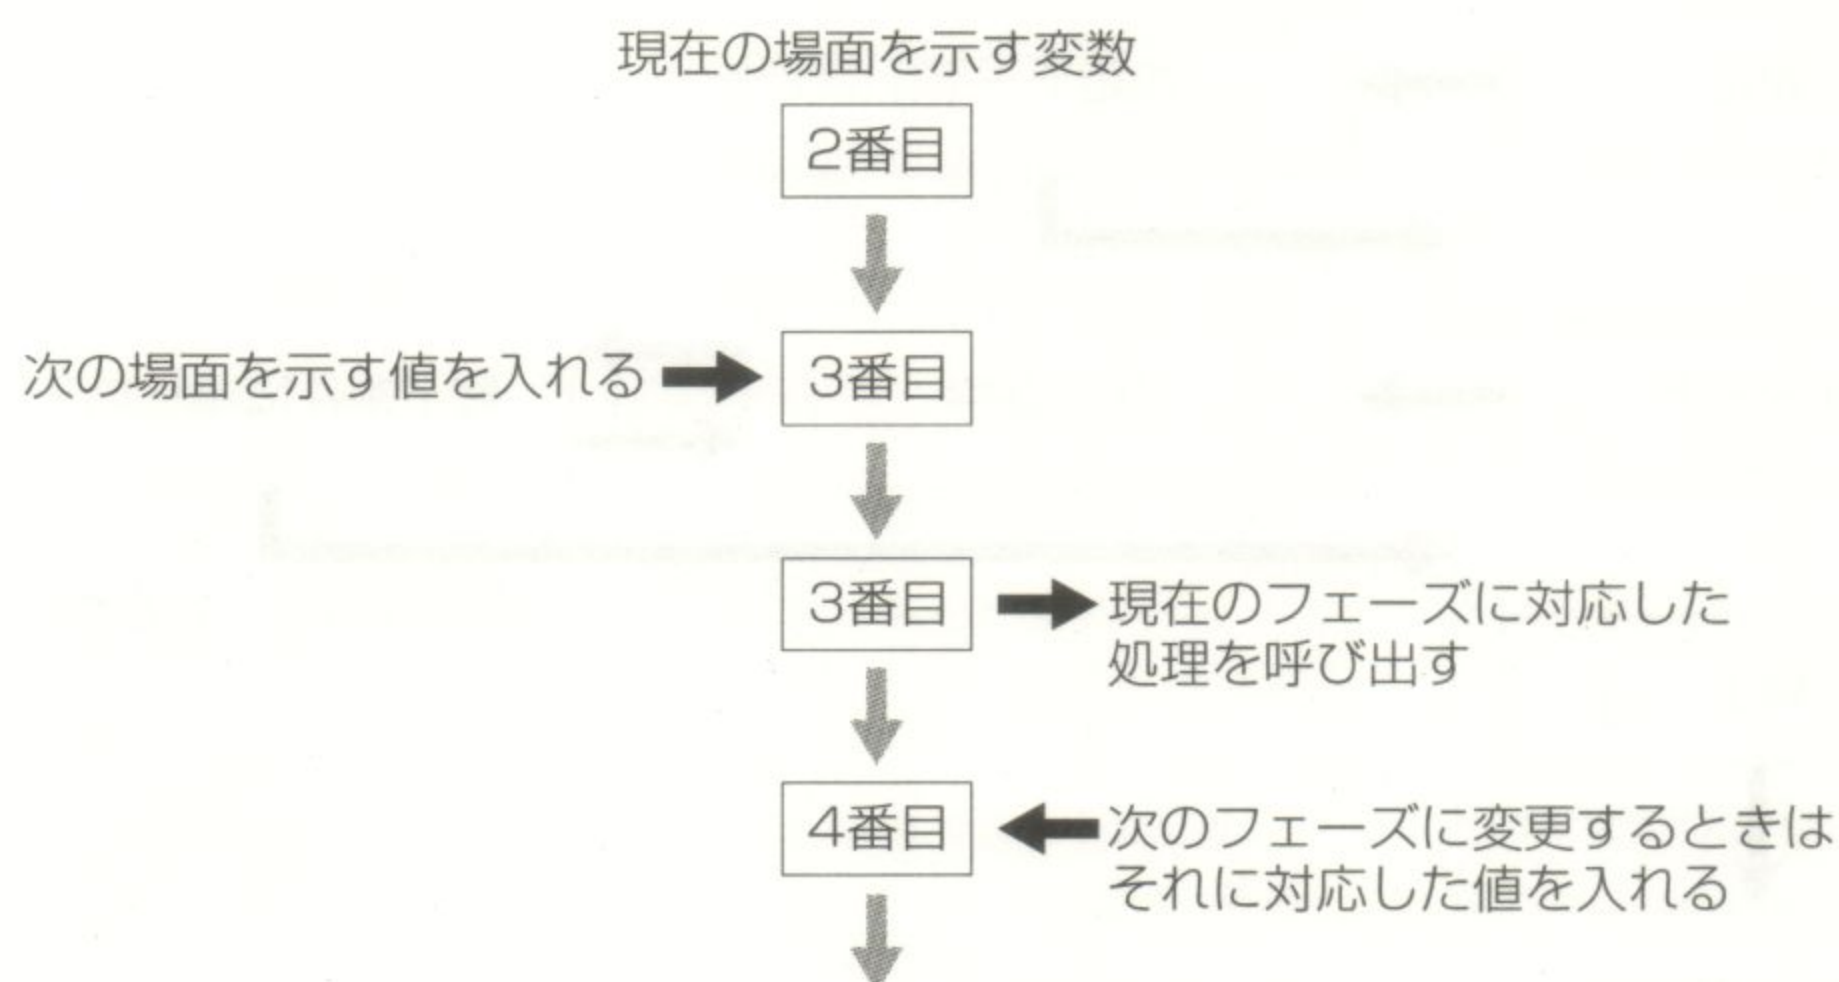 現在の場面を示す変数
2番目
次の場面を示す値を入れる
3番目
3番目
現在のフェーズに対応した
処理を呼び出す
4番目
次のフェーズに変更するときは
それに対応した値を入れる